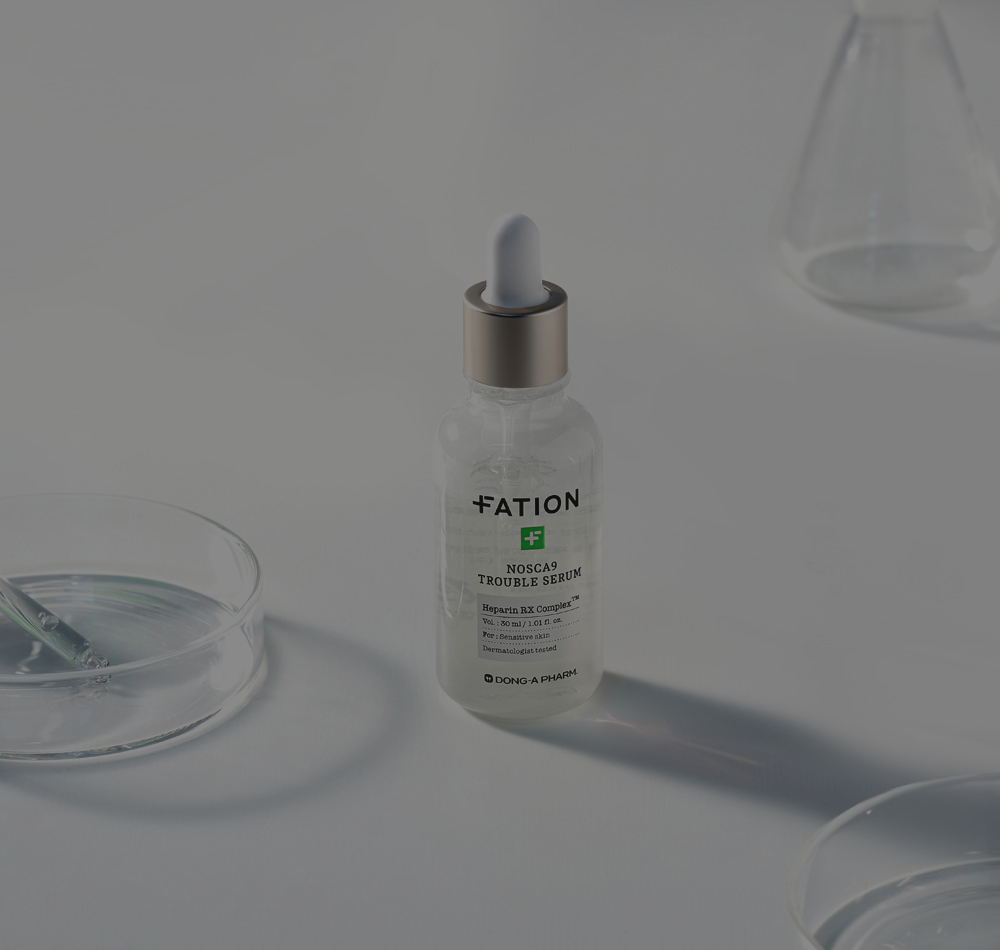 FATION
NOSCA9
TROUBLE SERUM
Heparin RX Complex™
Vol. : 30 ml / 1.01 fl. oz.
For : Sensitive skin
Dermatologist tested
DONG-A PHARM.